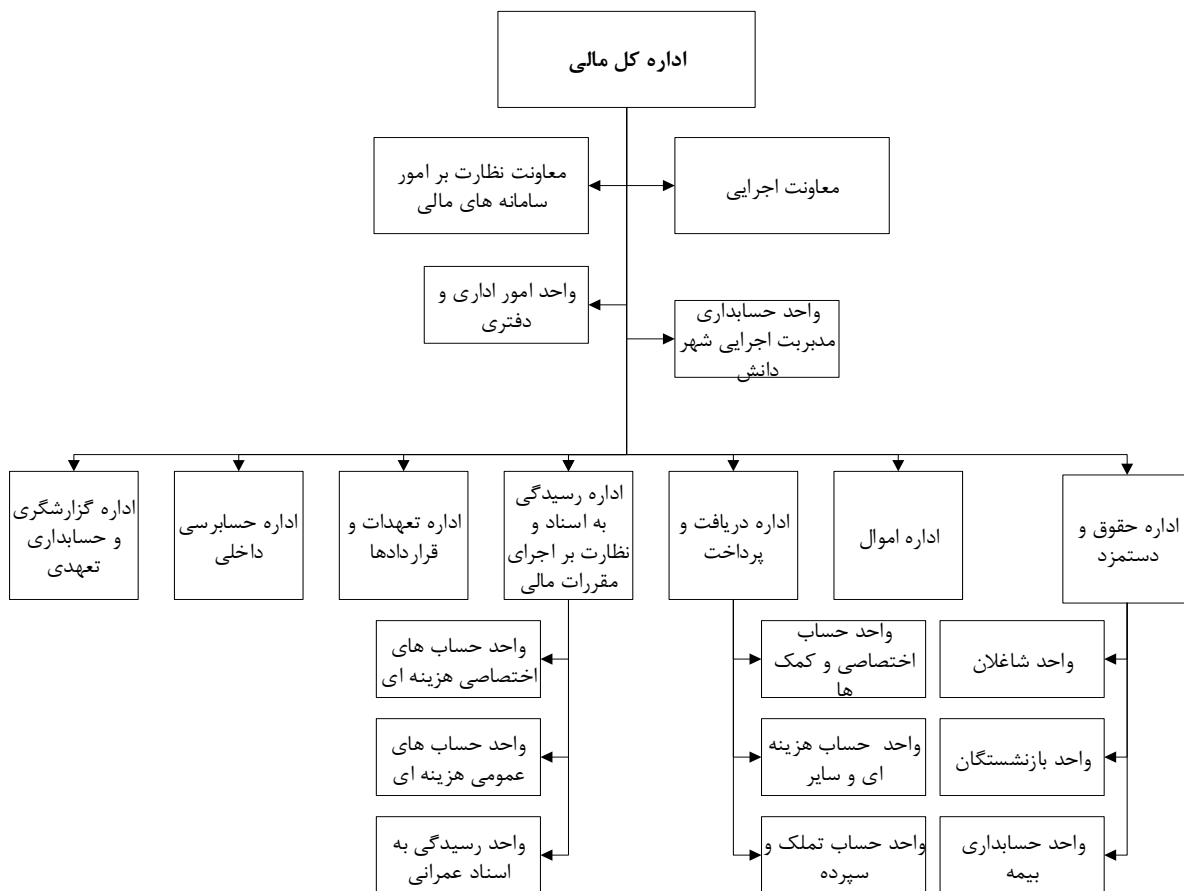 اداره کل مالی
معاونت اجرایی
معاونت نظارت بر امور
سامانه های مالی
واحد امور اداری و
دفتری
واحد حسابداری
مدبربت اجرایی شهر
دانش
اداره حقوق و
دستمزد
اداره اموال
اداره دریافت و
پرداخت
اداره رسیدگی
به اسناد و
نظارت بر اجرای
مقررات مالی
اداره تعهدات و
قراردادها
اداره حسابرسی
داخلی
اداره گزارشگری
و حسابداری
تعهدی
واحد شاغلان
واحد حساب
اختصاصی و کمک
ها
واحد حساب های
اختصاصی هزینه ای
واحد بازنشستگان
واحد حساب هزینه
ای و سایر
واحد حساب های
عمومی هزینه ای
واحد حسابداری
بیمه
واحد حساب تملک و
سپرده
واحد رسیدگی به
اسناد عمرانی